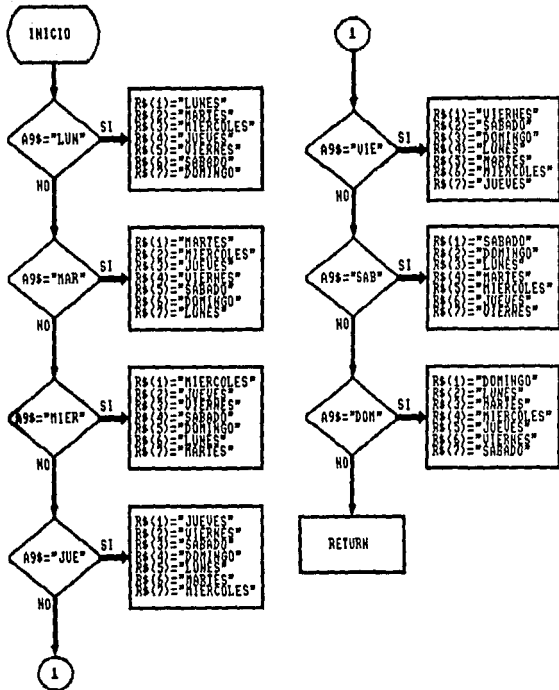 INICIO
A9$="LUN"
SI
R$(1)="LUNES"
R$(2)="MARTES"
R$(3)="MIERCOLES"
R$(4)="JUEVES"
R$(5)="VIERNES"
R$(6)="SABADO"
R$(7)="DOMINGO"
NO
A9$="MAR"
SI
R$(1)="MARTES"
R$(2)="MIERCOLES"
R$(3)="JUEVES"
R$(4)="VIERNES"
R$(5)="SABADO"
R$(6)="DOMINGO"
R$(7)="LUNES"
NO
A9$="MIER"
SI
R$(1)="MIERCOLES"
R$(2)="JUEVES"
R$(3)="VIERNES"
R$(4)="SABADO"
R$(5)="DOMINGO"
R$(6)="LUNES"
R$(7)="MARTES"
NO
A9$="JUE"
SI
R$(1)="JUEVES"
R$(2)="VIERNES"
R$(3)="SABADO"
R$(4)="DOMINGO"
R$(5)="LUNES"
R$(6)="MARTES"
R$(7)="MIERCOLES"
NO
1
1
A9$="VIE"
SI
R$(1)="VIERNES"
R$(2)="SABADO"
R$(3)="DOMINGO"
R$(4)="LUNES"
R$(5)="MARTES"
R$(6)="MIERCOLES"
R$(7)="JUEVES"
NO
A9$="SAB"
SI
R$(1)="SABADO"
R$(2)="DOMINGO"
R$(3)="LUNES"
R$(4)="MARTES"
R$(5)="MIERCOLES"
R$(6)="JUEVES"
R$(7)="VIERNES"
NO
A9$="DOM"
SI
R$(1)="DOMINGO"
R$(2)="LUNES"
R$(3)="MARTES"
R$(4)="MIERCOLES"
R$(5)="JUEVES"
R$(6)="VIERNES"
R$(7)="SABADO"
NO
RETURN